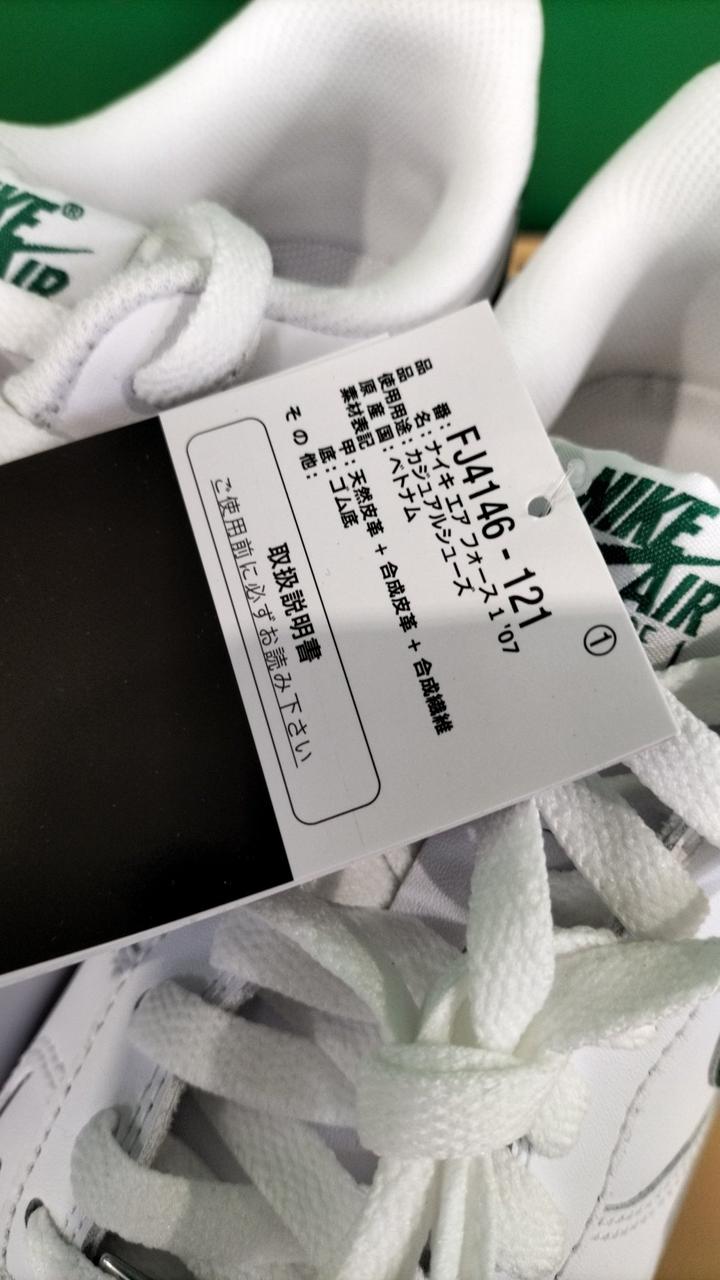 ①
品 番：FJ4146 - 121
品 名：ナイキ エア フォース 1 '07
使用用途：カジュアルシューズ
原 産 国：ベトナム
素材表記
甲：天然皮革 + 合成皮革 + 合成繊維
底：ゴム底
その他：
取扱説明書
ご使用前に必ずお読み下さい
NIKE
AIR
NIKE®
AIR